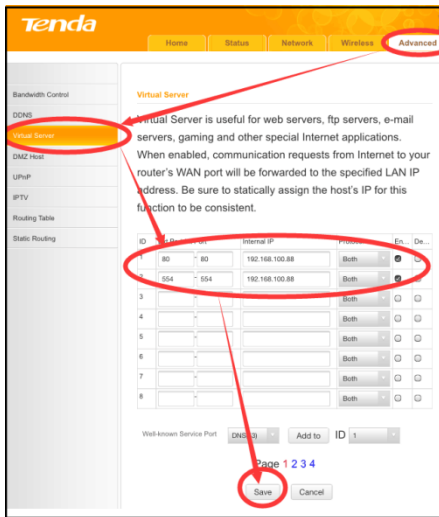 Tenda
Home Status Network Wireless Advanced
Bandwidth Control
DDNS
Virtual Server
DMZ Host
UPnP
IPTV
Routing Table
Static Routing
Virtual Server
Virtual Server is useful for web servers, ftp servers, e-mail
servers, gaming and other special Internet applications.
When enabled, communication requests from Internet to your
router's WAN port will be forwarded to the specified LAN IP
address. Be sure to statically assign the host's IP for this
function to be consistent.
ID Internal IP En... De...
1 80 - 80 192.168.100.88 Both
2 554 - 554 192.168.100.88 Both
3 - Both
4 - Both
5 - Both
6 - Both
7 - Both
8 - Both
Well-known Service Port Add to ID 1
Page 1 2 3 4
Save Cancel